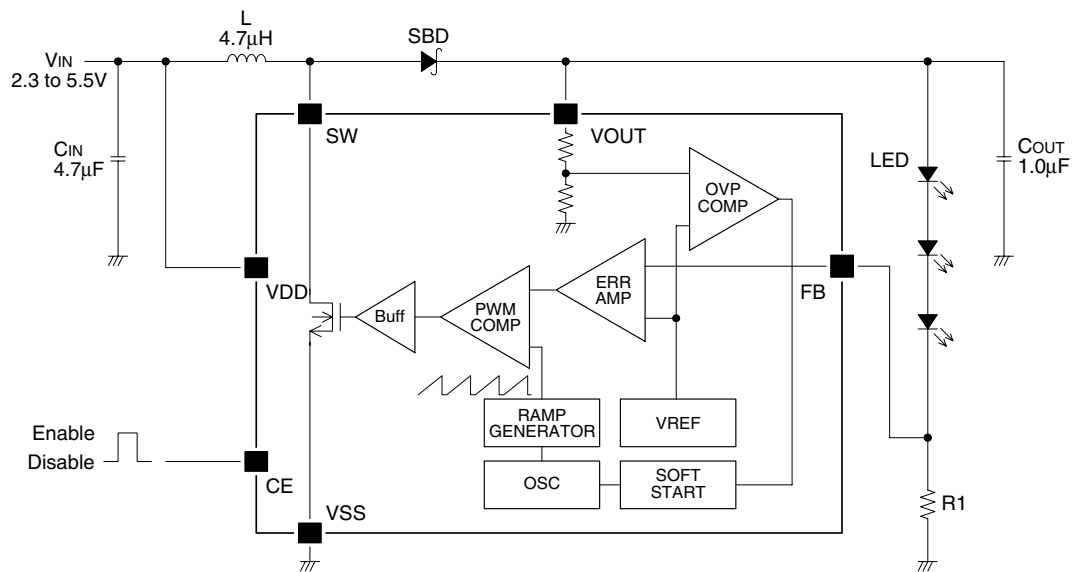 L
4.7μH
SBD
VIN
2.3 to 5.5V
SW
VOUT
CIN
4.7μF
LED
COUT
1.0μF
OVP
COMP
VDD
FB
ERR
AMP
PWM
COMP
Buff
RAMP
GENERATOR
VREF
Enable
Disable
CE
OSC
SOFT
START
VSS
R1